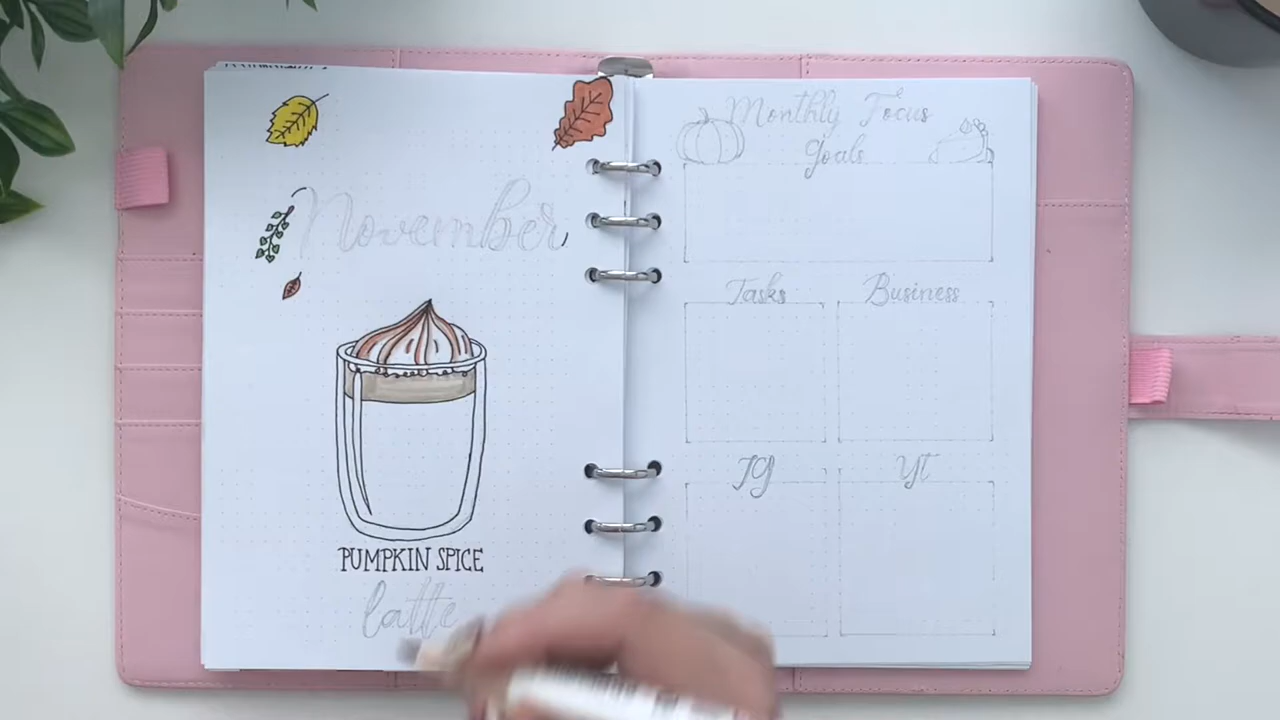 November
PUMPKIN SPICE
latte
Monthly Focus
Goals
Tasks
Business
IG
YT